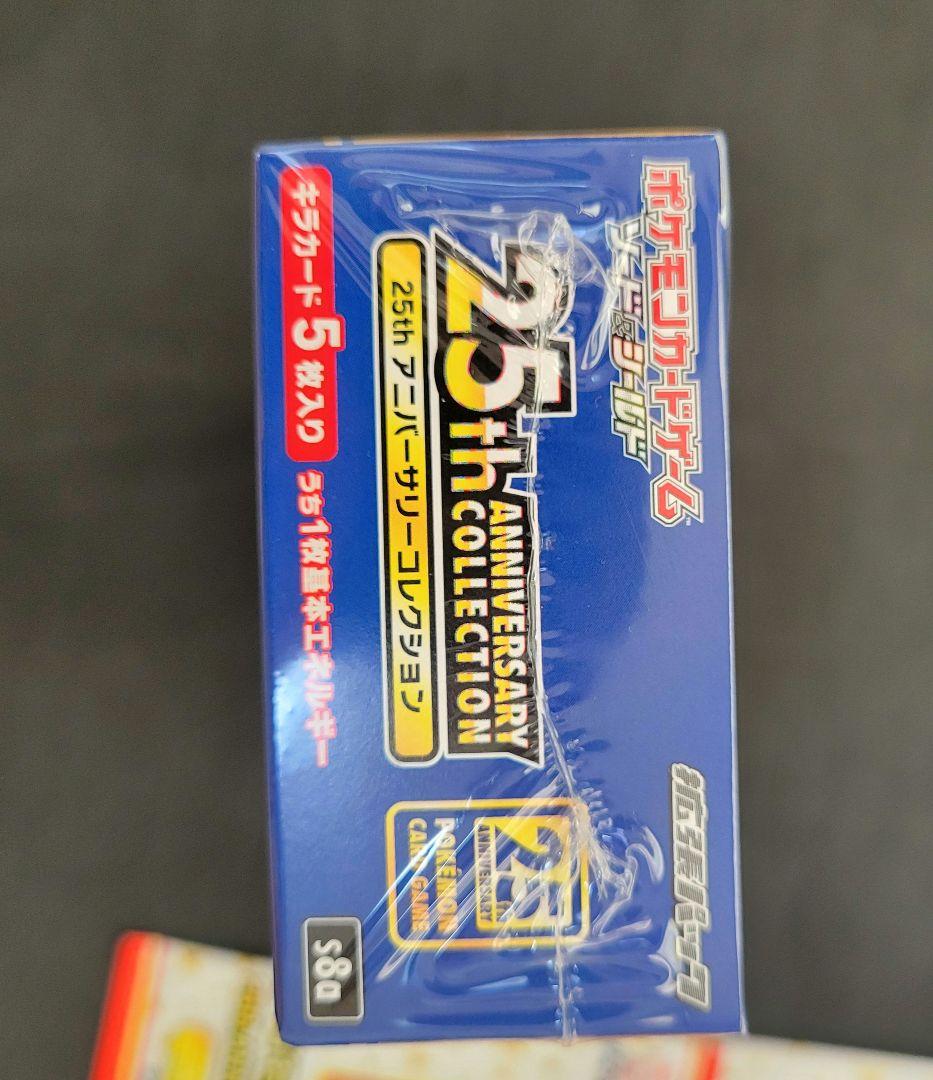 ポケモンカードゲーム™
ソード&シールド
拡張パック
25th ANNIVERSARY
COLLECTION
25th アニバーサリーコレクション
25th
ANNIVERSARY
POKÉMON
CARD GAME
キラカード 5 枚入り うち1枚基本エネルギー
s8a